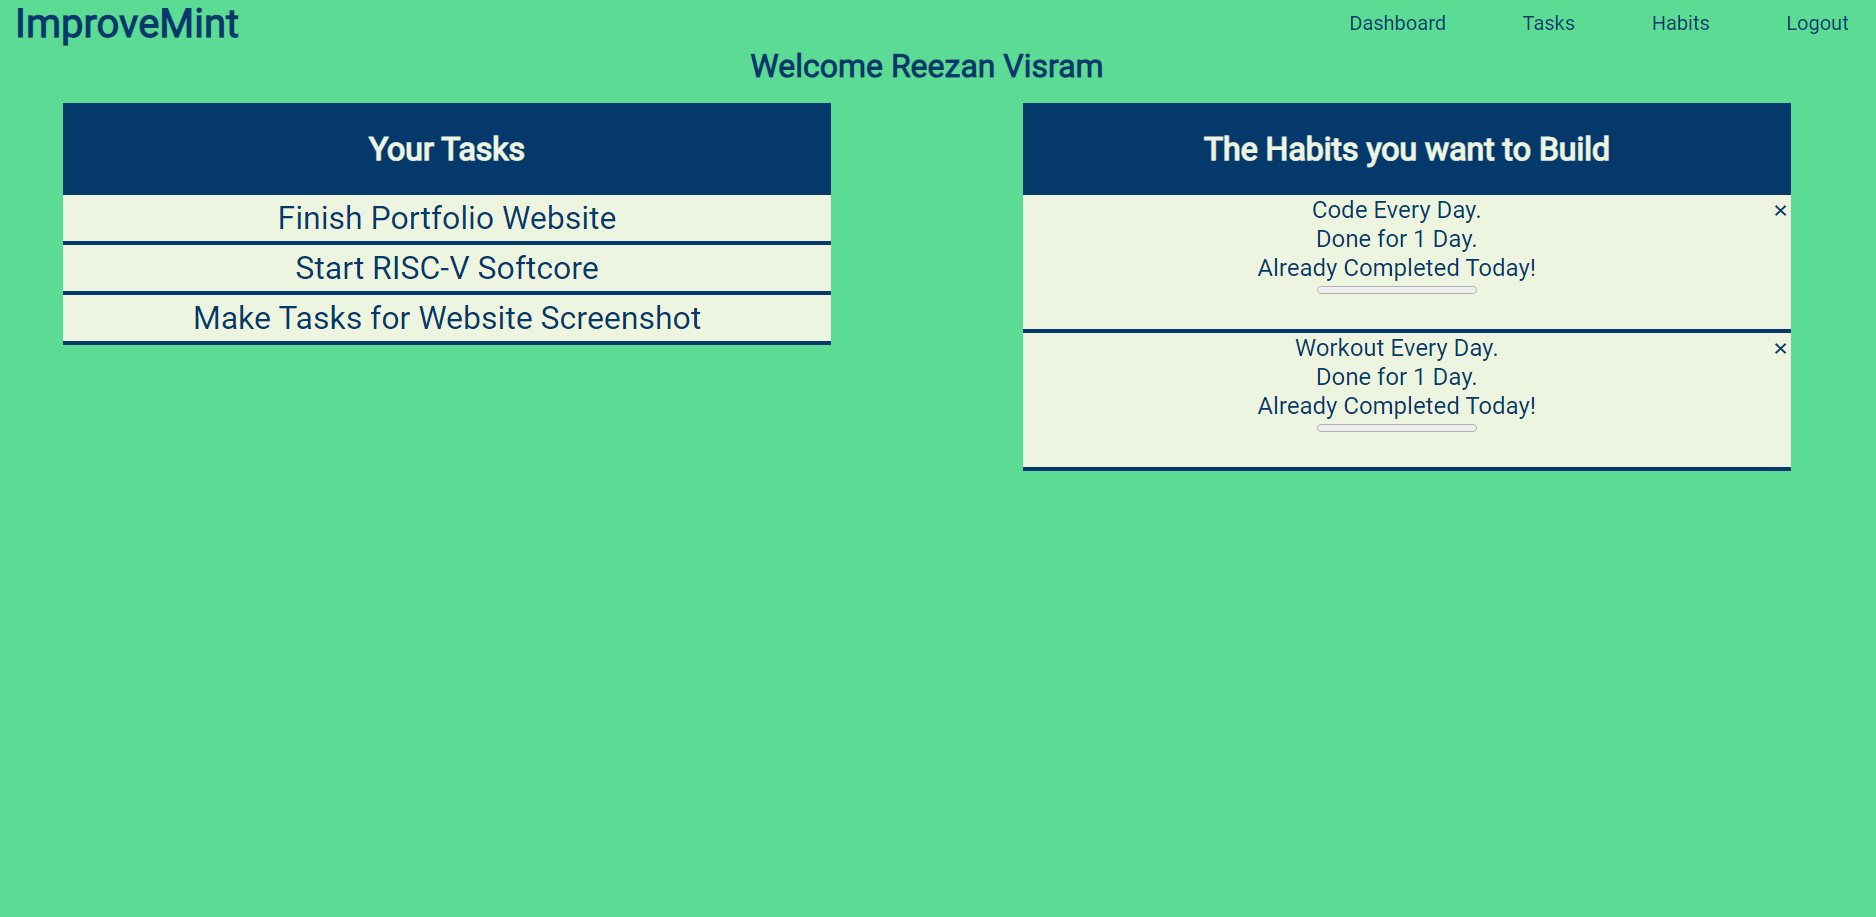 ImproveMint
Dashboard Tasks Habits Logout
Welcome Reezan Visram
Your Tasks
Finish Portfolio Website
Start RISC-V Softcore
Make Tasks for Website Screenshot
The Habits you want to Build
Code Every Day. ×
Done for 1 Day.
Already Completed Today!
Workout Every Day. ×
Done for 1 Day.
Already Completed Today!